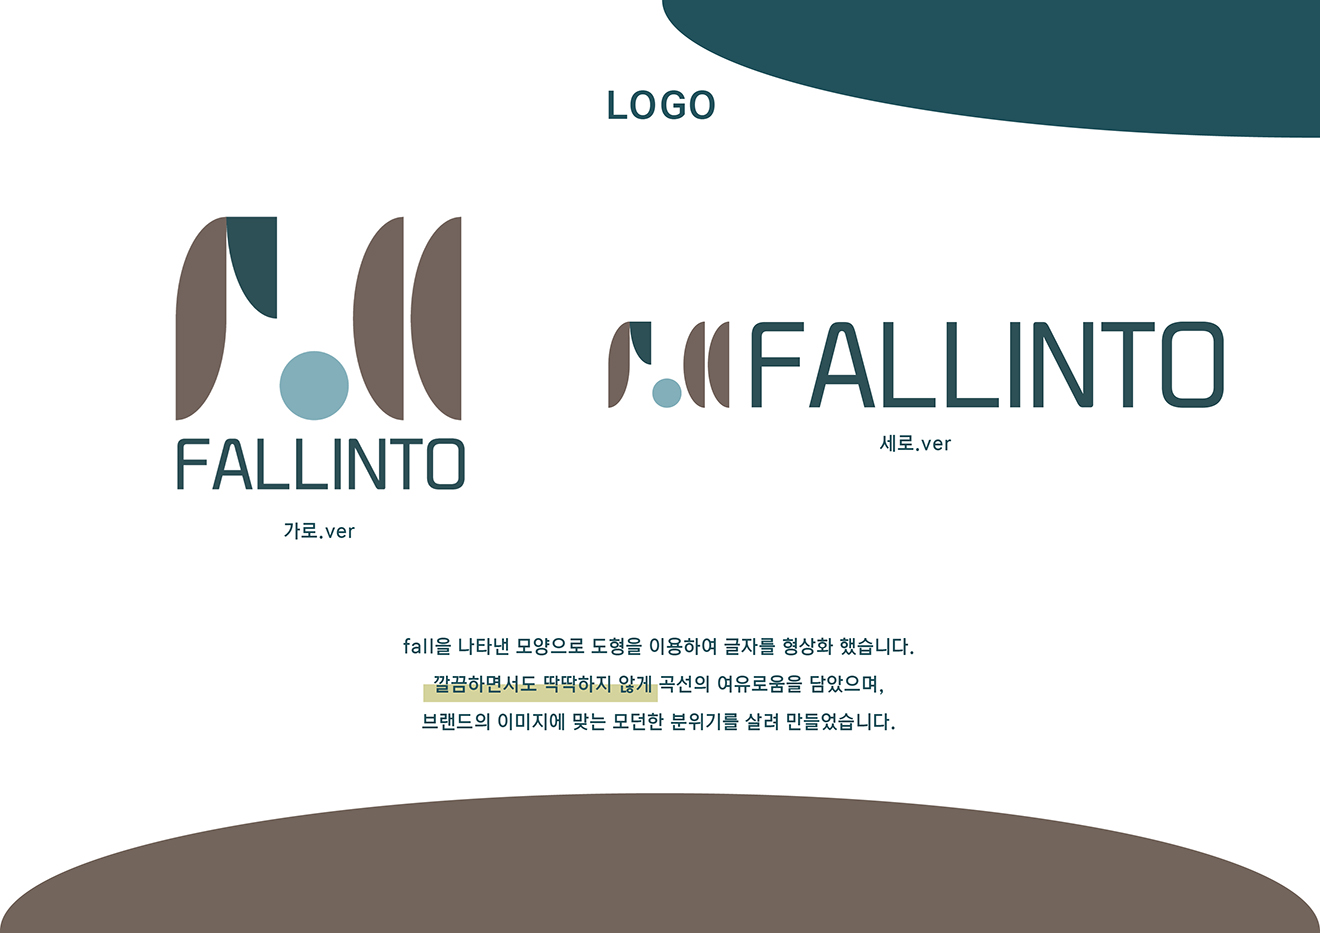 LOGO
fall
FALLINTO
가로.ver
fall
FALLINTO
세로.ver
fall을 나타낸 모양으로 도형을 이용하여 글자를 형상화 했습니다.
깔끔하면서도 딱딱하지 않게 곡선의 여유로움을 담았으며,
브랜드의 이미지에 맞는 모던한 분위기를 살려 만들었습니다.